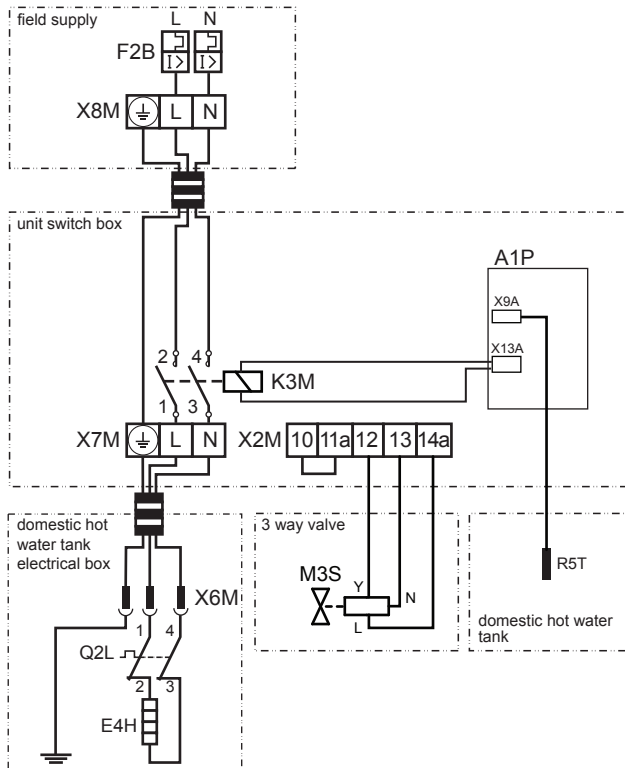 field supply
L N
F2B
I> I>
X8M L N
unit switch box
A1P
X9A
X13A
2 4
K3M
1 3
X7M L N
X2M 10 11a 12 13 14a
domestic hot
water tank
electrical box
X6M
1 4
Q2L
2 3
E4H
3 way valve
M3S
Y
N
L
R5T
domestic hot water
tank